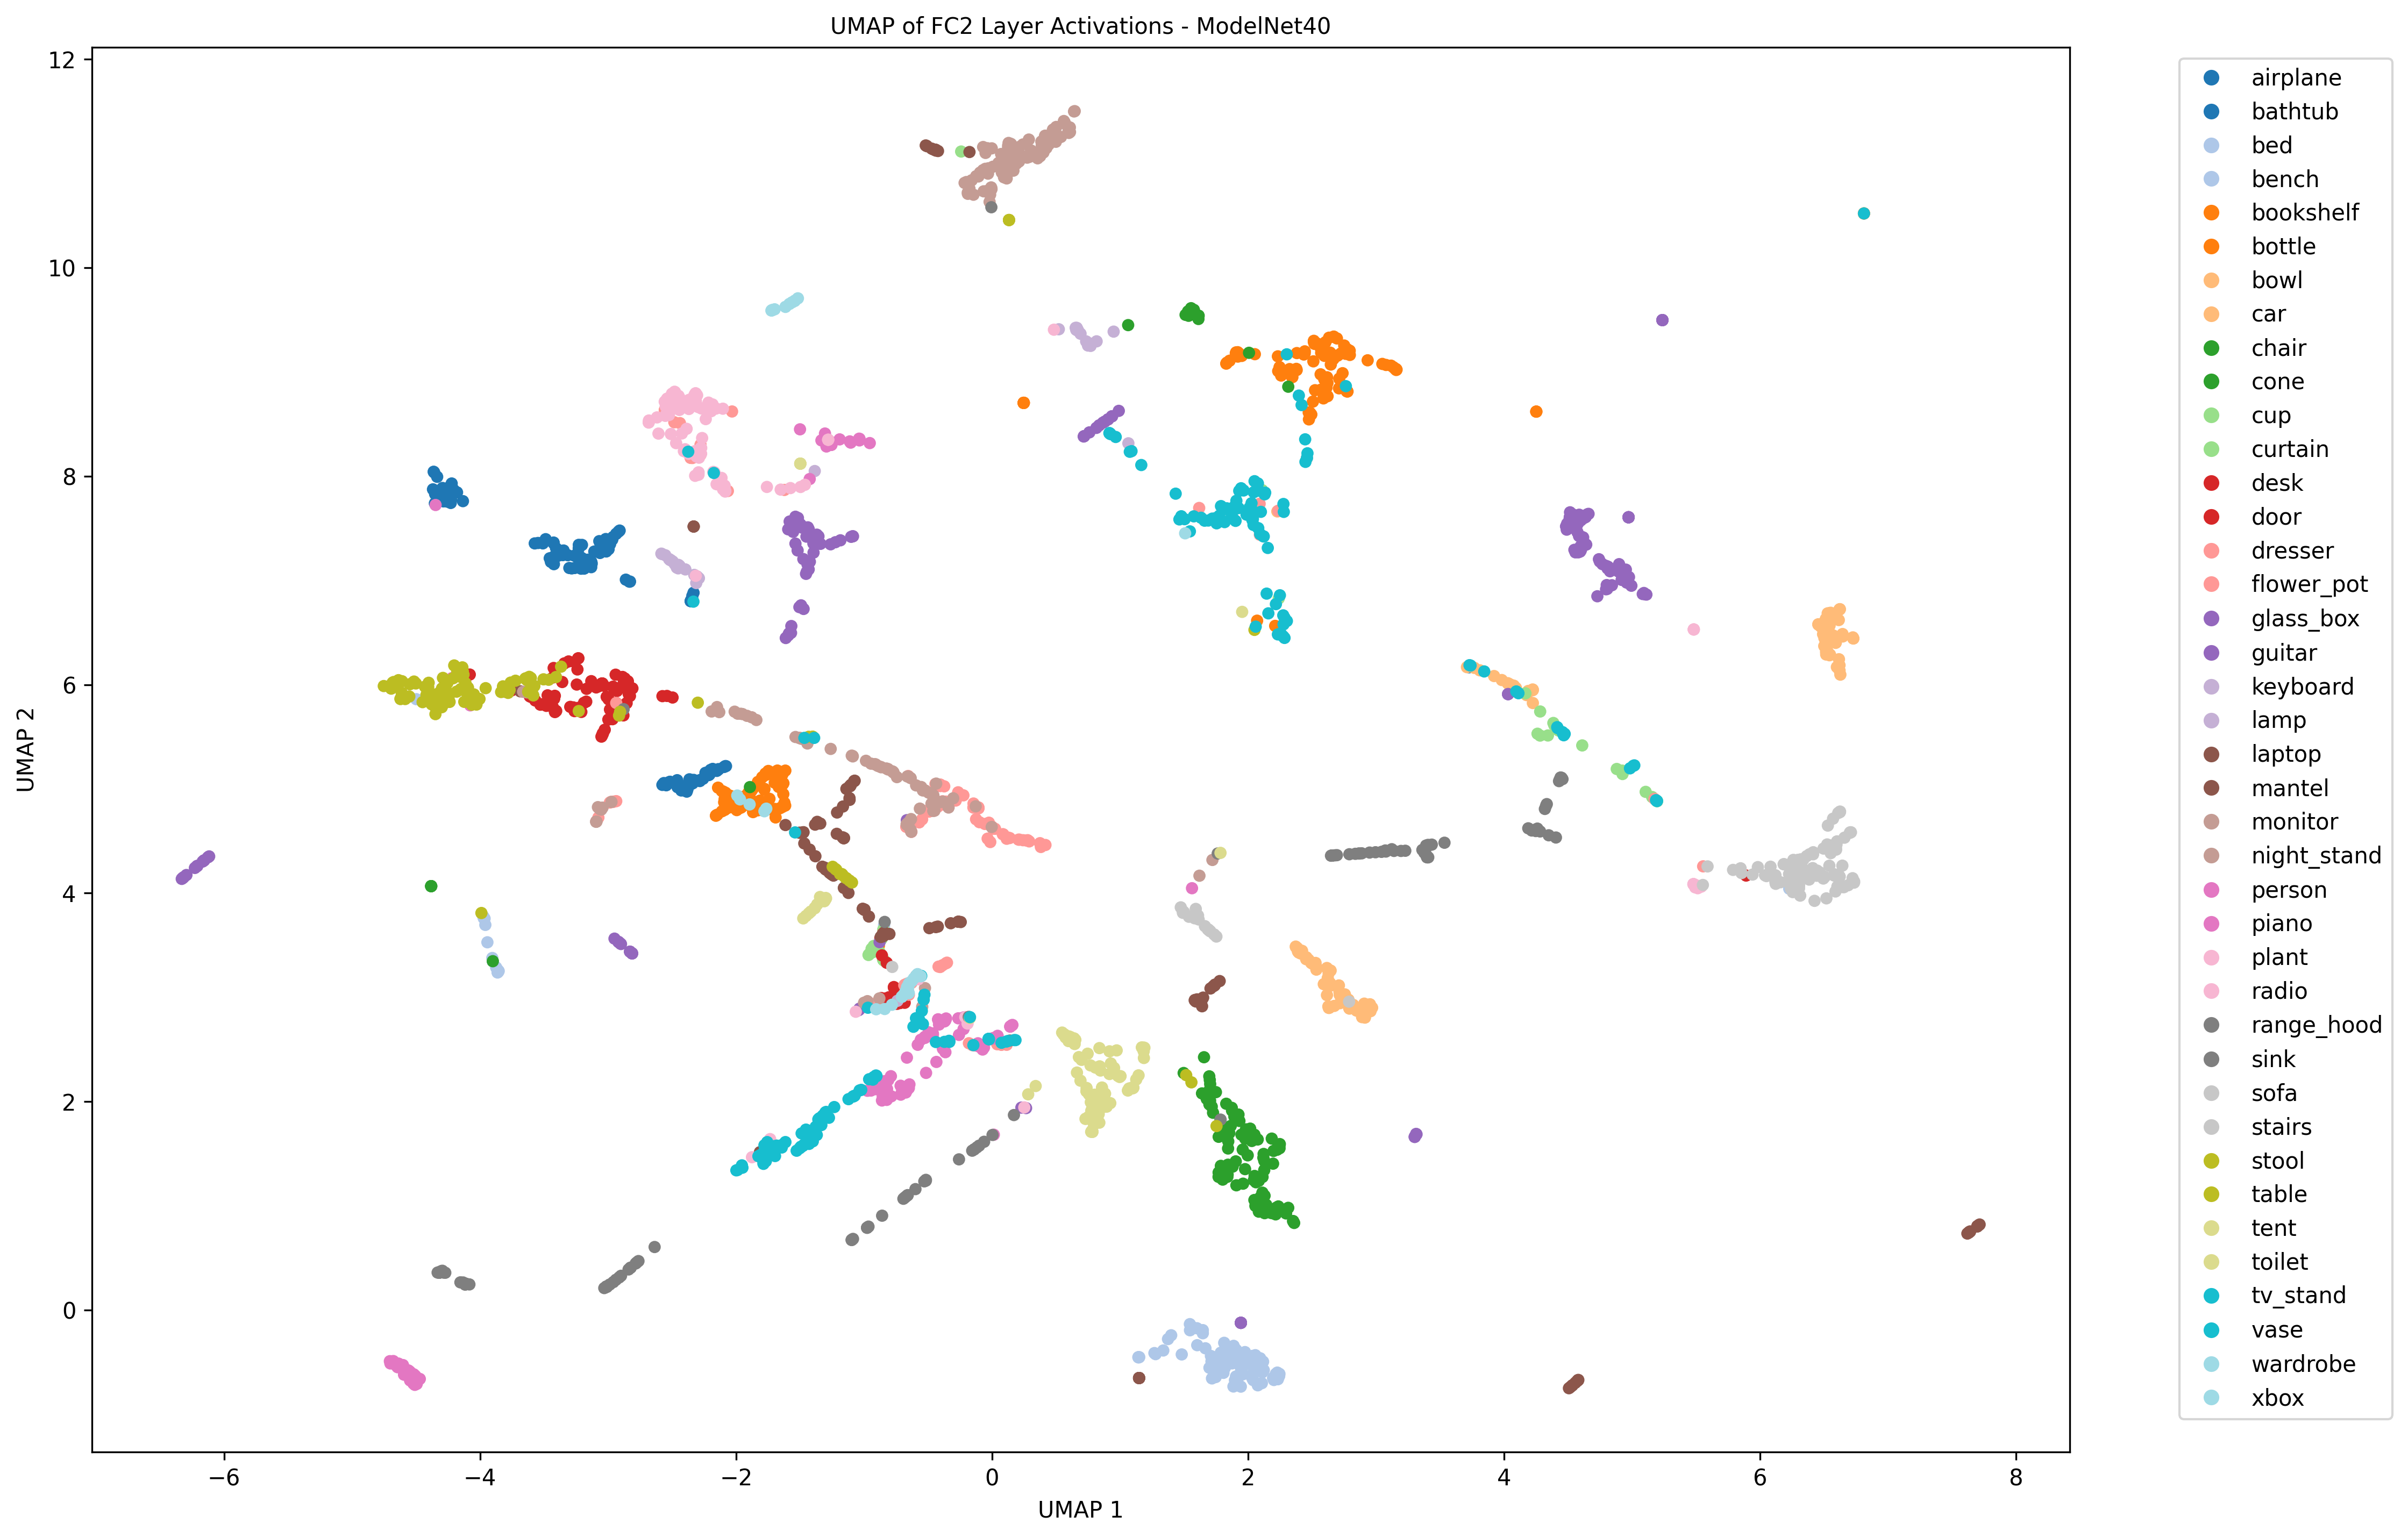 UMAP of FC2 Layer Activations - ModelNet40
12
10
8
6
4
2
0
UMAP 2
−6
−4
−2
0
2
4
6
8
UMAP 1
airplane
bathtub
bed
bench
bookshelf
bottle
bowl
car
chair
cone
cup
curtain
desk
door
dresser
flower_pot
glass_box
guitar
keyboard
lamp
laptop
mantel
monitor
night_stand
person
piano
plant
radio
range_hood
sink
sofa
stairs
stool
table
tent
toilet
tv_stand
vase
wardrobe
xbox